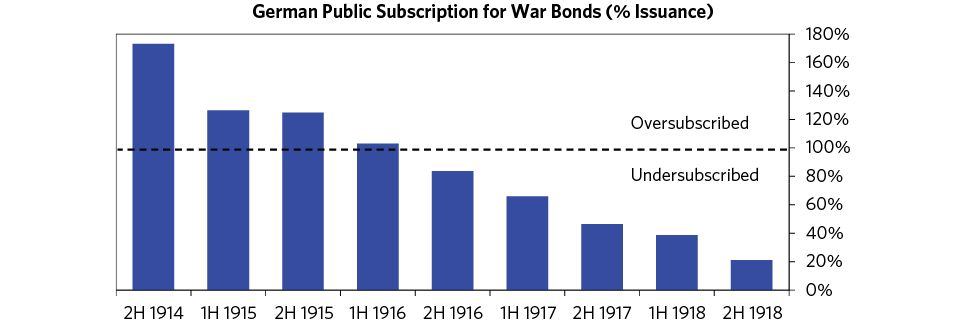 German Public Subscription for War Bonds (% Issuance)
180%
160%
140%
Oversubscribed
120%
100%
Undersubscribed
80%
60%
40%
20%
0%
2H 1914 1H 1915 2H 1915 1H 1916 2H 1916 1H 1917 2H 1917 1H 1918 2H 1918